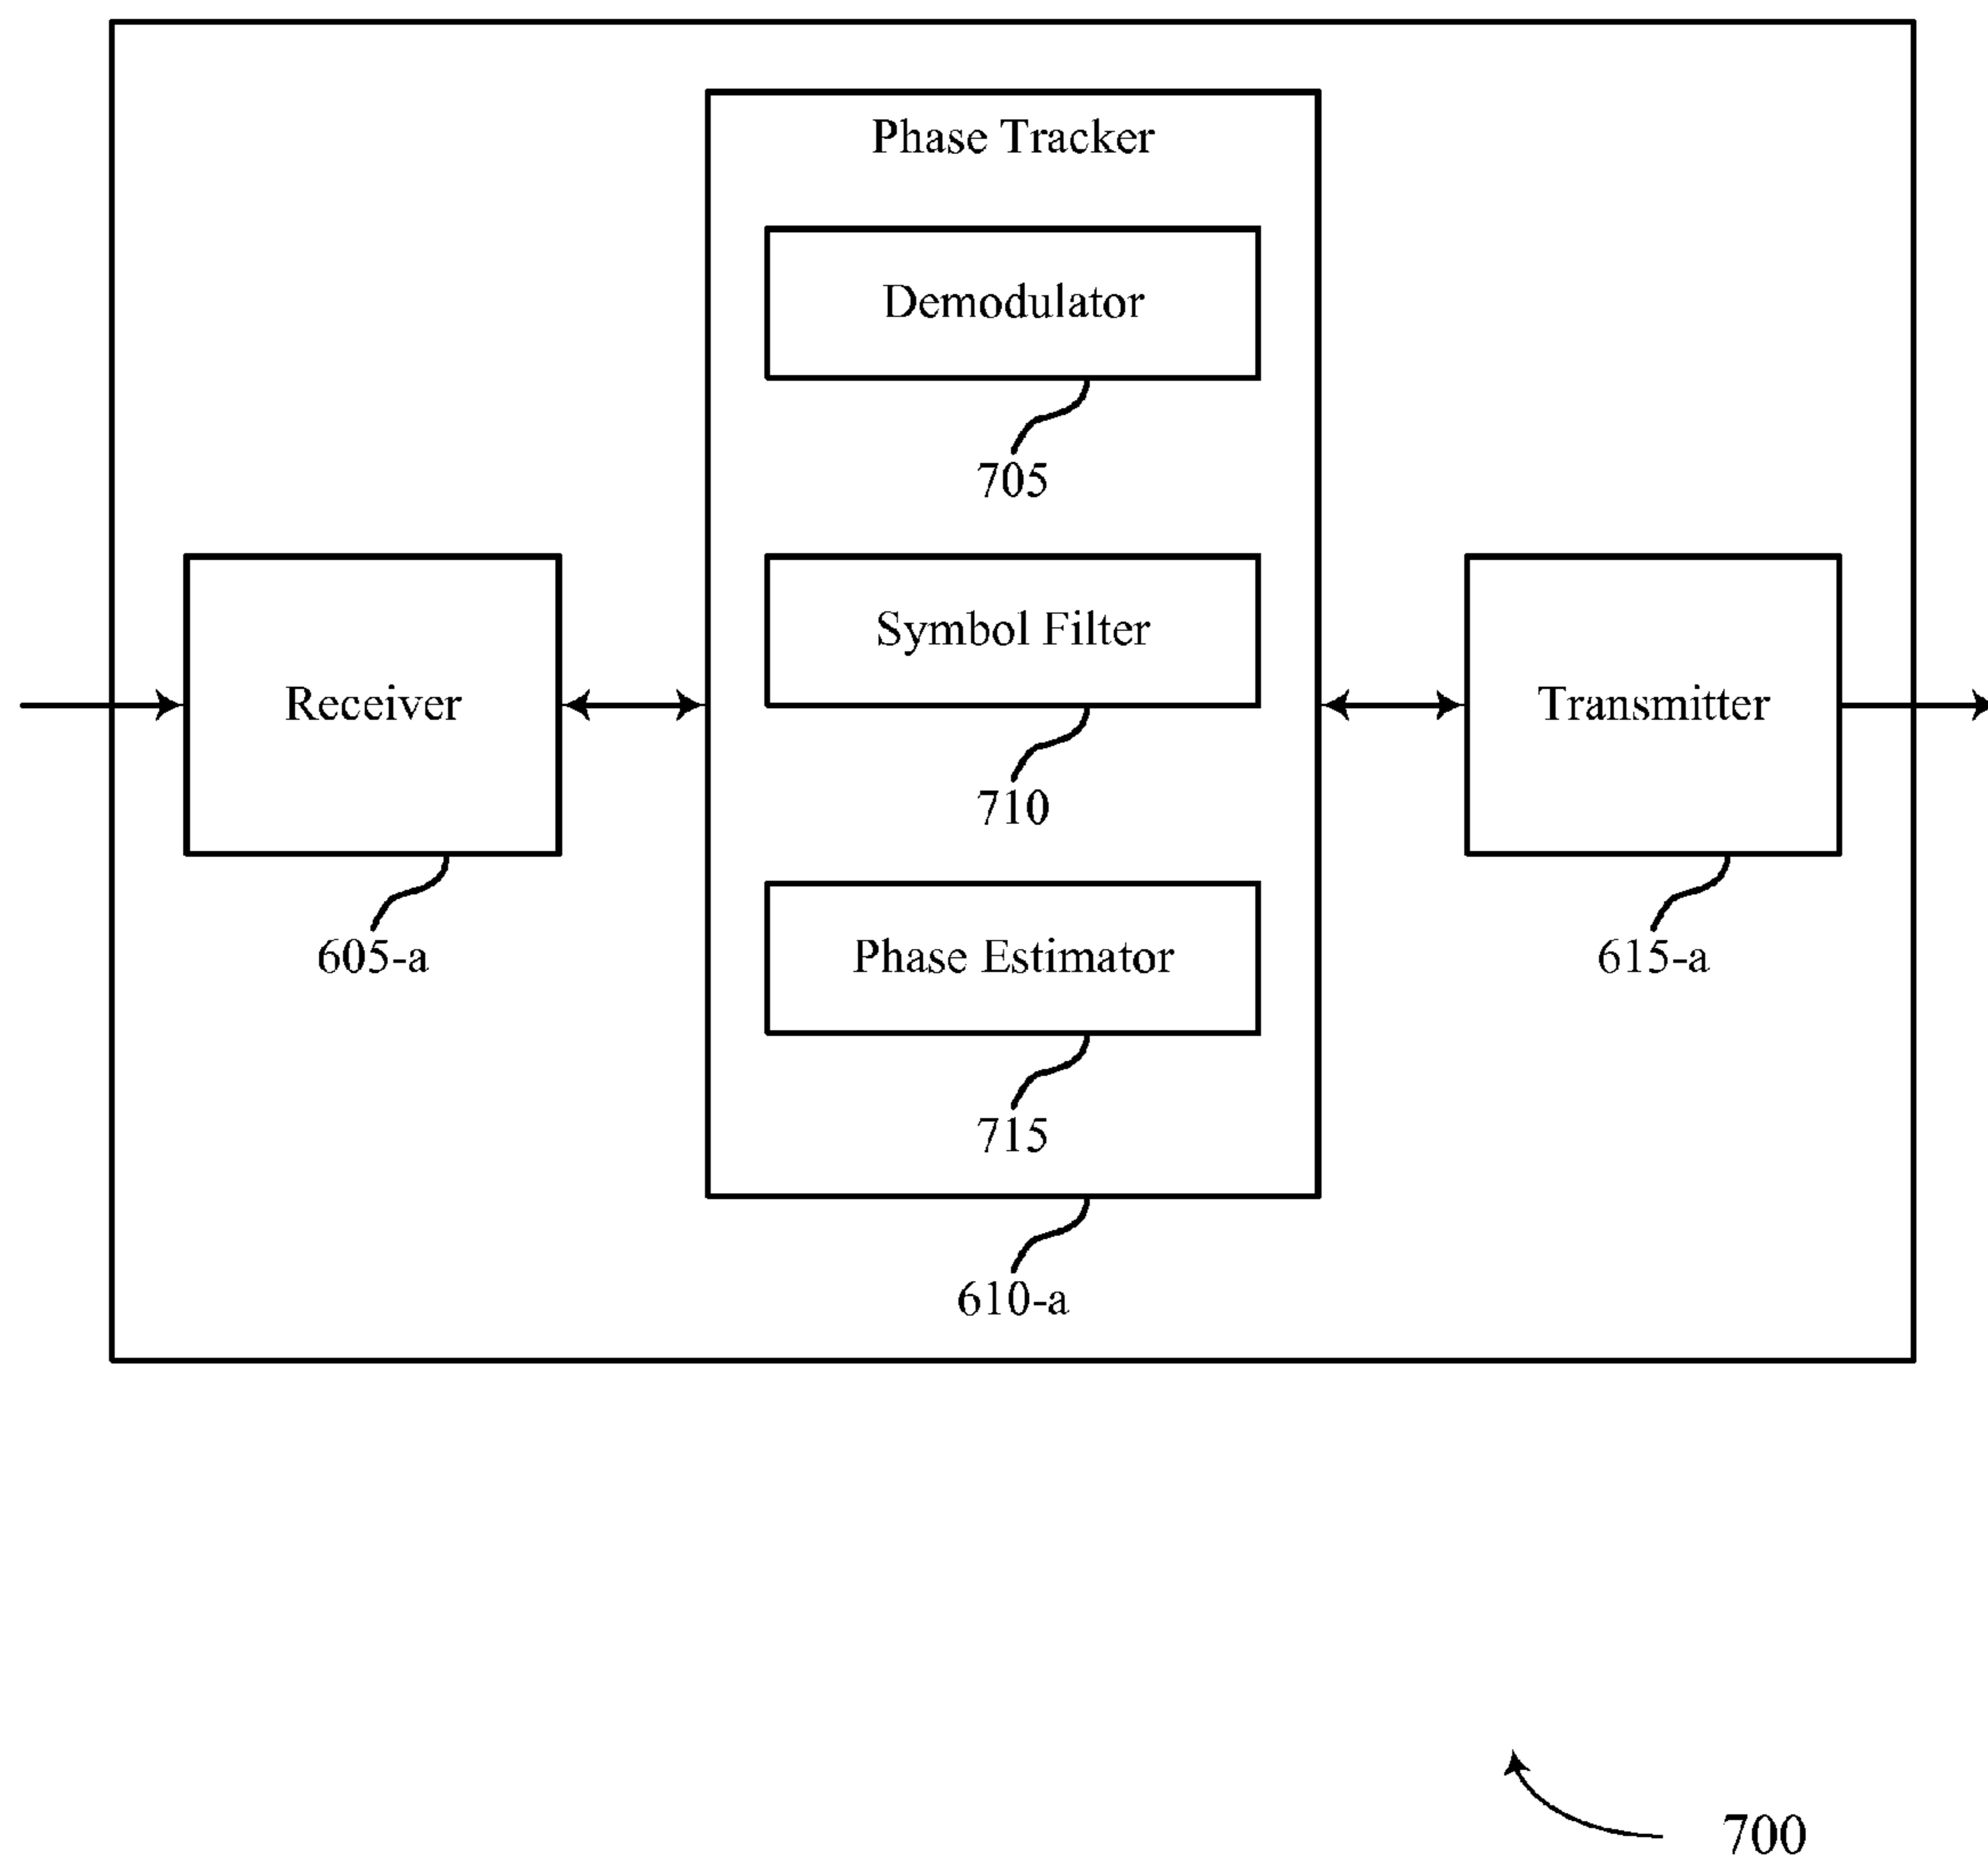 Phase Tracker
Demodulator
705
Symbol Filter
710
Receiver
605-a
Transmitter
615-a
Phase Estimator
715
610-a
700